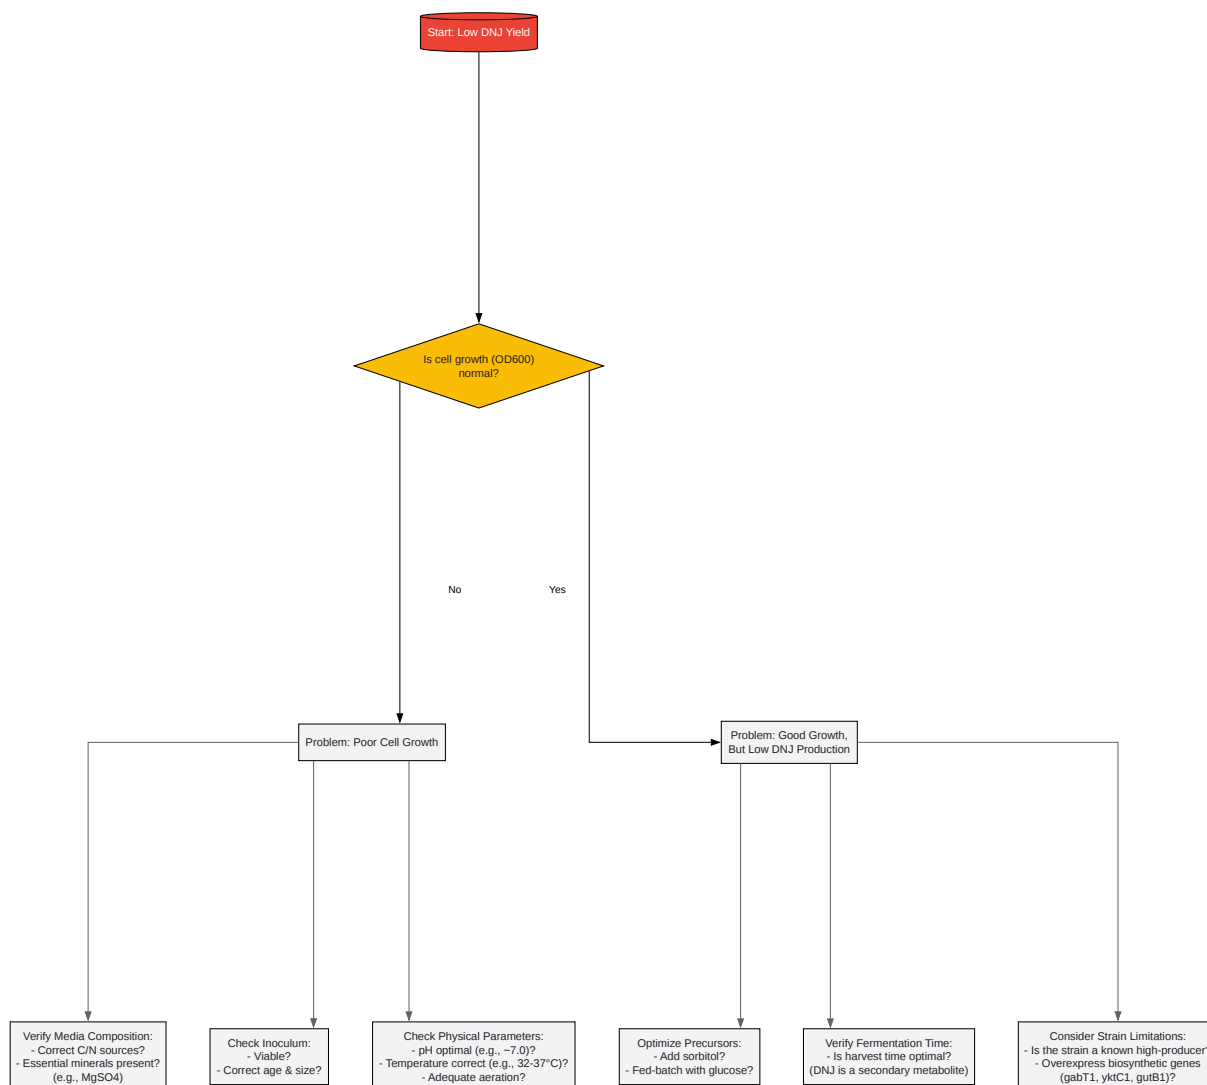 Start: Low DNJ Yield
Is cell growth (OD600)
normal?
No
Yes
Problem: Poor Cell Growth
Problem: Good Growth,
But Low DNJ Production
Verify Media Composition:
- Correct C/N sources?
- Essential minerals present?
(e.g., MgSO4)
Check Inoculum:
- Viable?
- Correct age & size?
Check Physical Parameters:
- pH optimal (e.g., ~7.0)?
- Temperature correct (e.g., 32-37°C)?
- Adequate aeration?
Optimize Precursors:
- Add sorbitol?
- Fed-batch with glucose?
Verify Fermentation Time:
- Is harvest time optimal?
(DNJ is a secondary metabolite)
Consider Strain Limitations:
- Is the strain a known high-producer?
- Overexpress biosynthetic genes
(gabT1, yktC1, gutB1)?